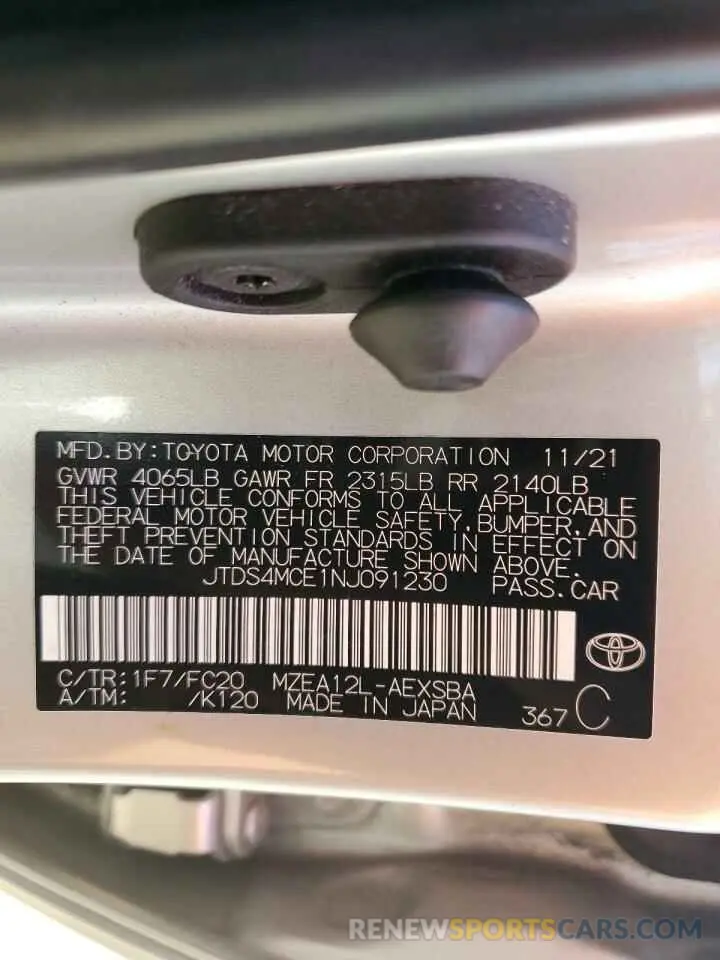 MFD. BY: TOYOTA MOTOR CORPORATION 11/21
GVWR 4065LB GAWR FR 2315LB RR 2140LB
THIS VEHICLE CONFORMS TO ALL APPLICABLE
FEDERAL MOTOR VEHICLE SAFETY, BUMPER, AND
THEFT PREVENTION STANDARDS IN EFFECT ON
THE DATE OF MANUFACTURE SHOWN ABOVE.
JTDS4MCE1NJ091230 PASS. CAR
C/TR: 1F7/FC20 MZEA12L-AEXSBA
A/TM: /K120 MADE IN JAPAN 367 C
RENEWSPORTSCARS.COM